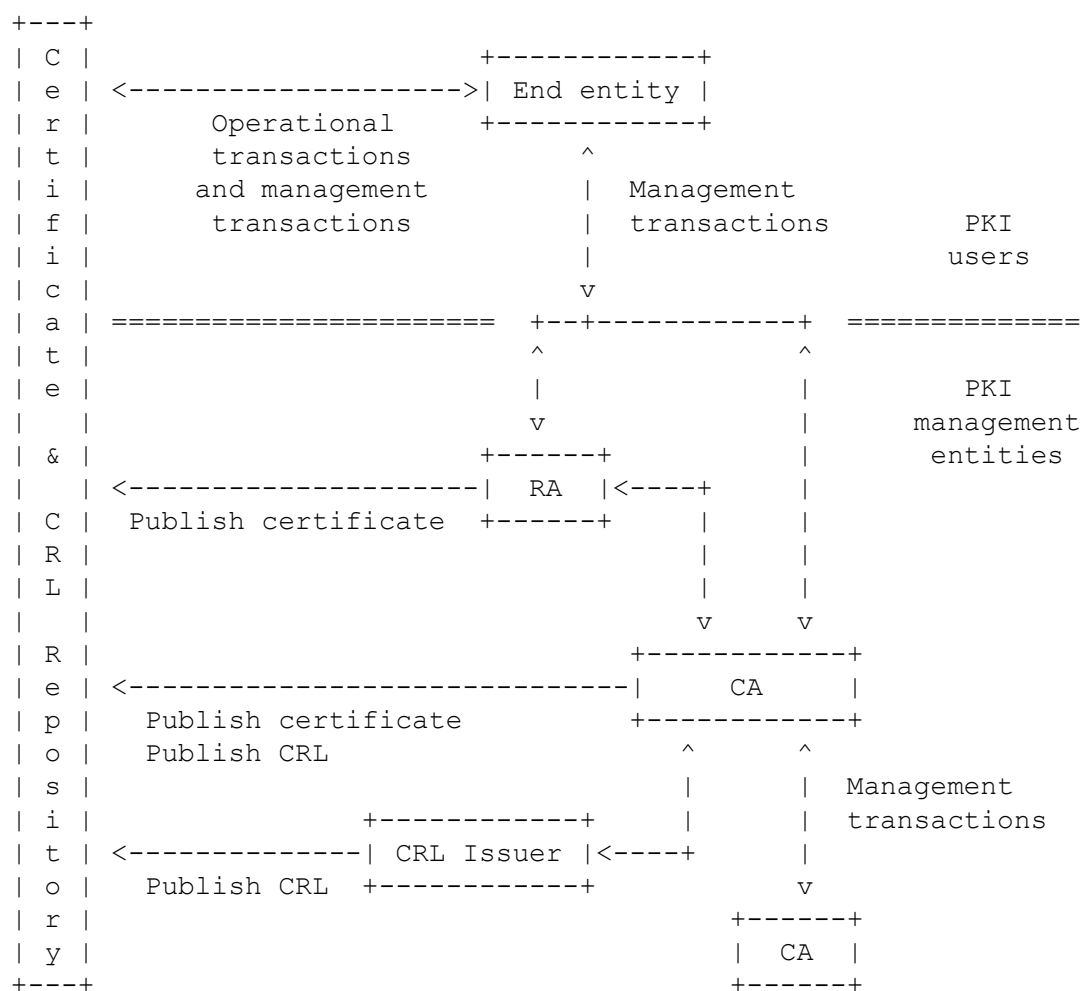 +---+
| C |                       +------------+
| e | <-------------------->| End entity |
| r |       Operational     +------------+
| t |       transactions          ^
| i |      and management         |  Management
| f |       transactions          |  transactions        PKI
| i |                             |                     users
| c |                             v
| a | =======================  +--+------------+  ==============
| t |                          ^               ^
| e |                          |               |         PKI
|   |                          v               |      management
| & |                       +------+           |       entities
|   | <---------------------|  RA  |<----+     |
| C |  Publish certificate  +------+     |     |
| R |                                    |     |
| L |                                    |     |
|   |                                    v     v
| R |                                +------------+
| e | <------------------------------|     CA     |
| p |   Publish certificate          +------------+
| o |   Publish CRL                     ^      ^
| s |                                   |      |  Management
| i |                +------------+     |      |  transactions
| t | <--------------| CRL Issuer |<----+      |
| o |   Publish CRL  +------------+            v
| r |                                      +------+
| y |                                      |  CA  |
+---+                                      +------+